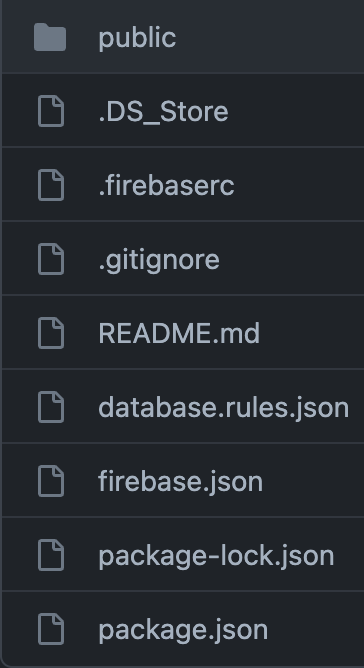 public
.DS_Store
.firebaserc
.gitignore
README.md
database.rules.json
firebase.json
package-lock.json
package.json